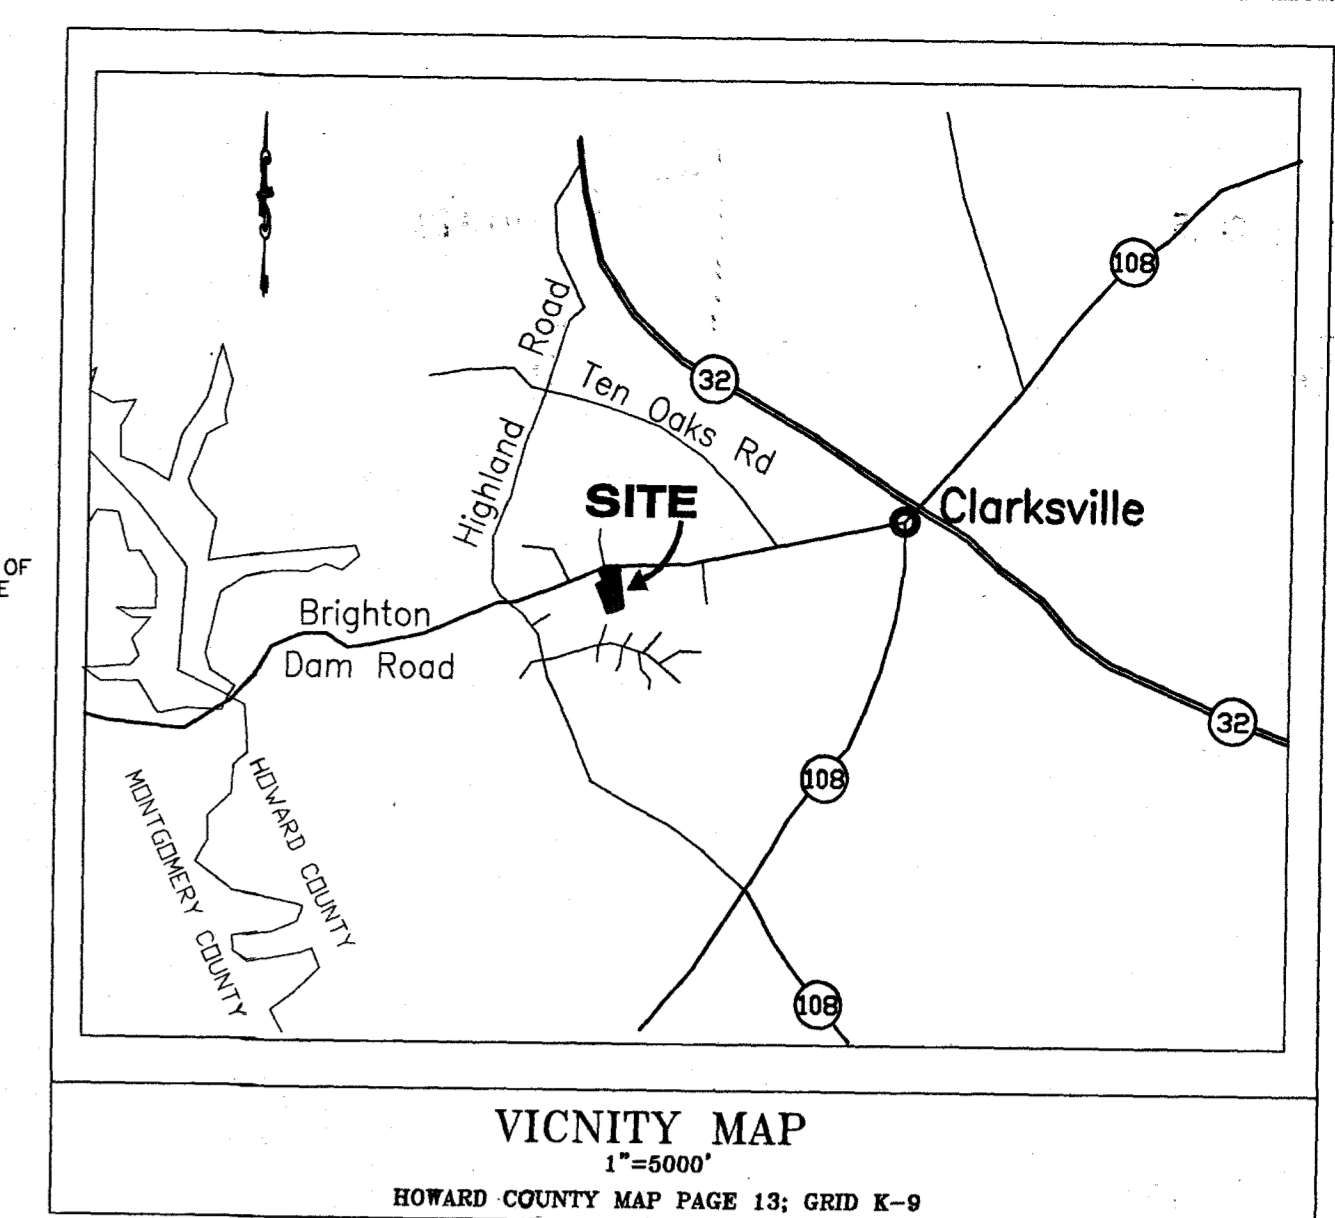 108
32
Highland Road
Ten Oaks Rd
SITE
Clarksville
OF
E
Brighton
Dam Road
32
108
HOWARD COUNTY
MONTGOMERY COUNTY
108
VICNITY MAP
1"=5000'
HOWARD COUNTY MAP PAGE 13; GRID K-9